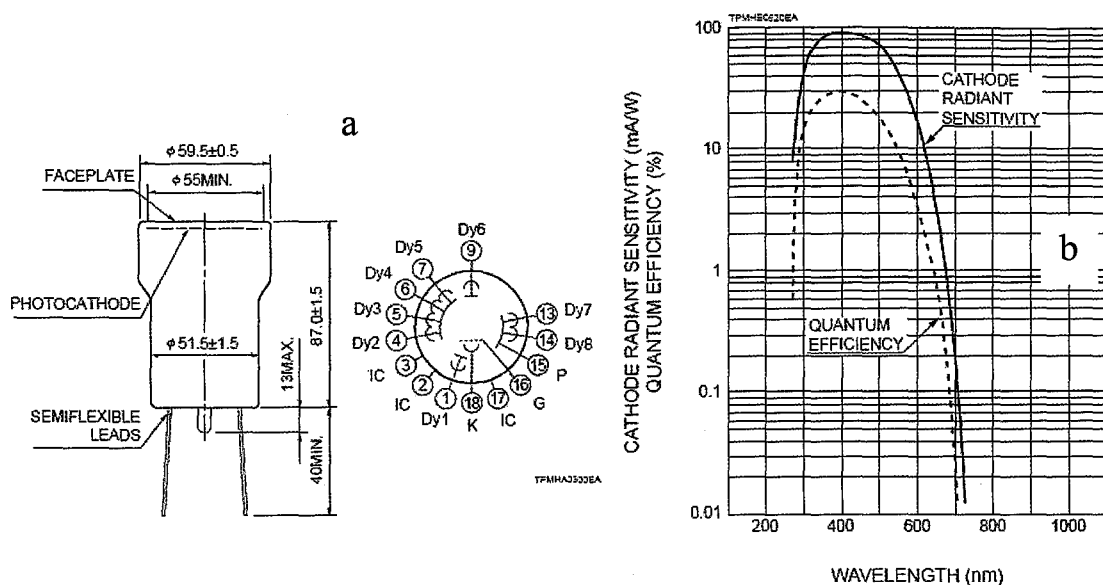 a
ϕ59.5±0.5
FACEPLATE
ϕ55MIN.
PHOTOCATHODE
ϕ51.5±1.5
87.0±1.5
13MAX.
SEMIFLEXIBLE
LEADS
40MIN.
Dy6
9
Dy5
7
Dy4
6
Dy3
5
Dy2
4
IC
3
IC
2
Dy1
1
K
18
IC
17
G
16
P
15
Dy8
14
Dy7
13
b
CATHODE RADIANT SENSITIVITY (mA/W)
QUANTUM EFFICIENCY (%)
100
10
1
0.1
0.01
CATHODE
RADIANT
SENSITIVITY
QUANTUM
EFFICIENCY
200 400 600 800 1000
WAVELENGTH (nm)